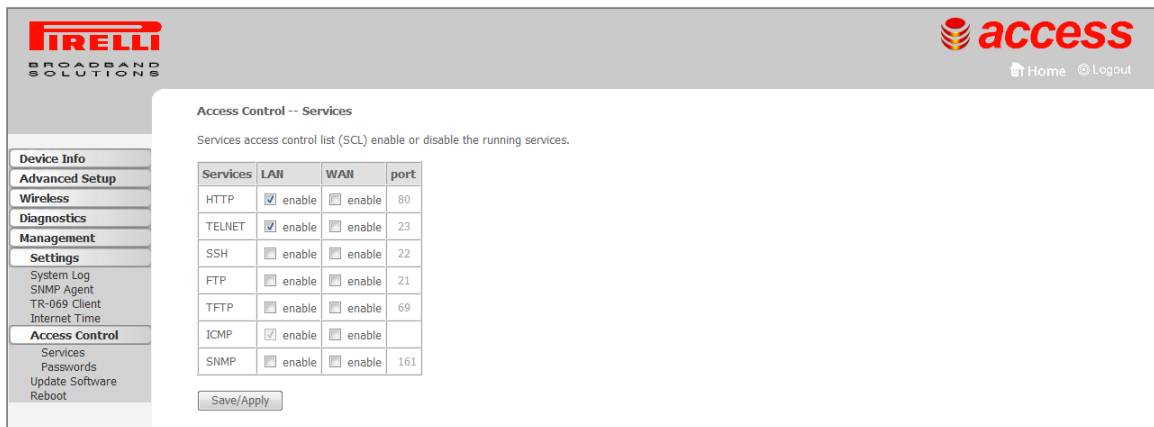 PIRELLI
BROADBAND
SOLUTIONS
access
Home Logout
Access Control -- Services
Services access control list (SCL) enable or disable the running services.
Device Info
Advanced Setup
Wireless
Diagnostics
Management
Settings
System Log
SNMP Agent
TR-069 Client
Internet Time
Access Control
Services
Passwords
Update Software
Reboot
Services LAN WAN port
HTTP enable enable 80
TELNET enable enable 23
SSH enable enable 22
FTP enable enable 21
TFTP enable enable 69
ICMP enable enable
SNMP enable enable 161
Save/Apply